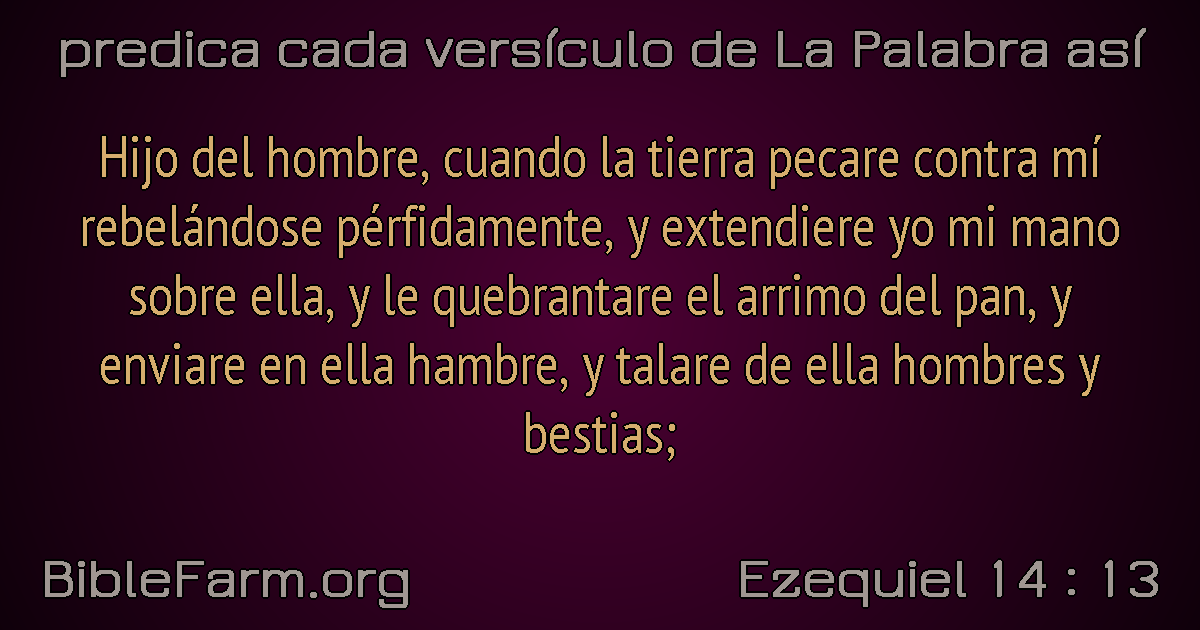 predica cada versículo de La Palabra así
Hijo del hombre, cuando la tierra pecare contra mí
rebelándose pérfidamente, y extendiere yo mi mano
sobre ella, y le quebrantare el arrimo del pan, y
enviare en ella hambre, y talare de ella hombres y
bestias;
BibleFarm.org
Ezequiel 14 : 13